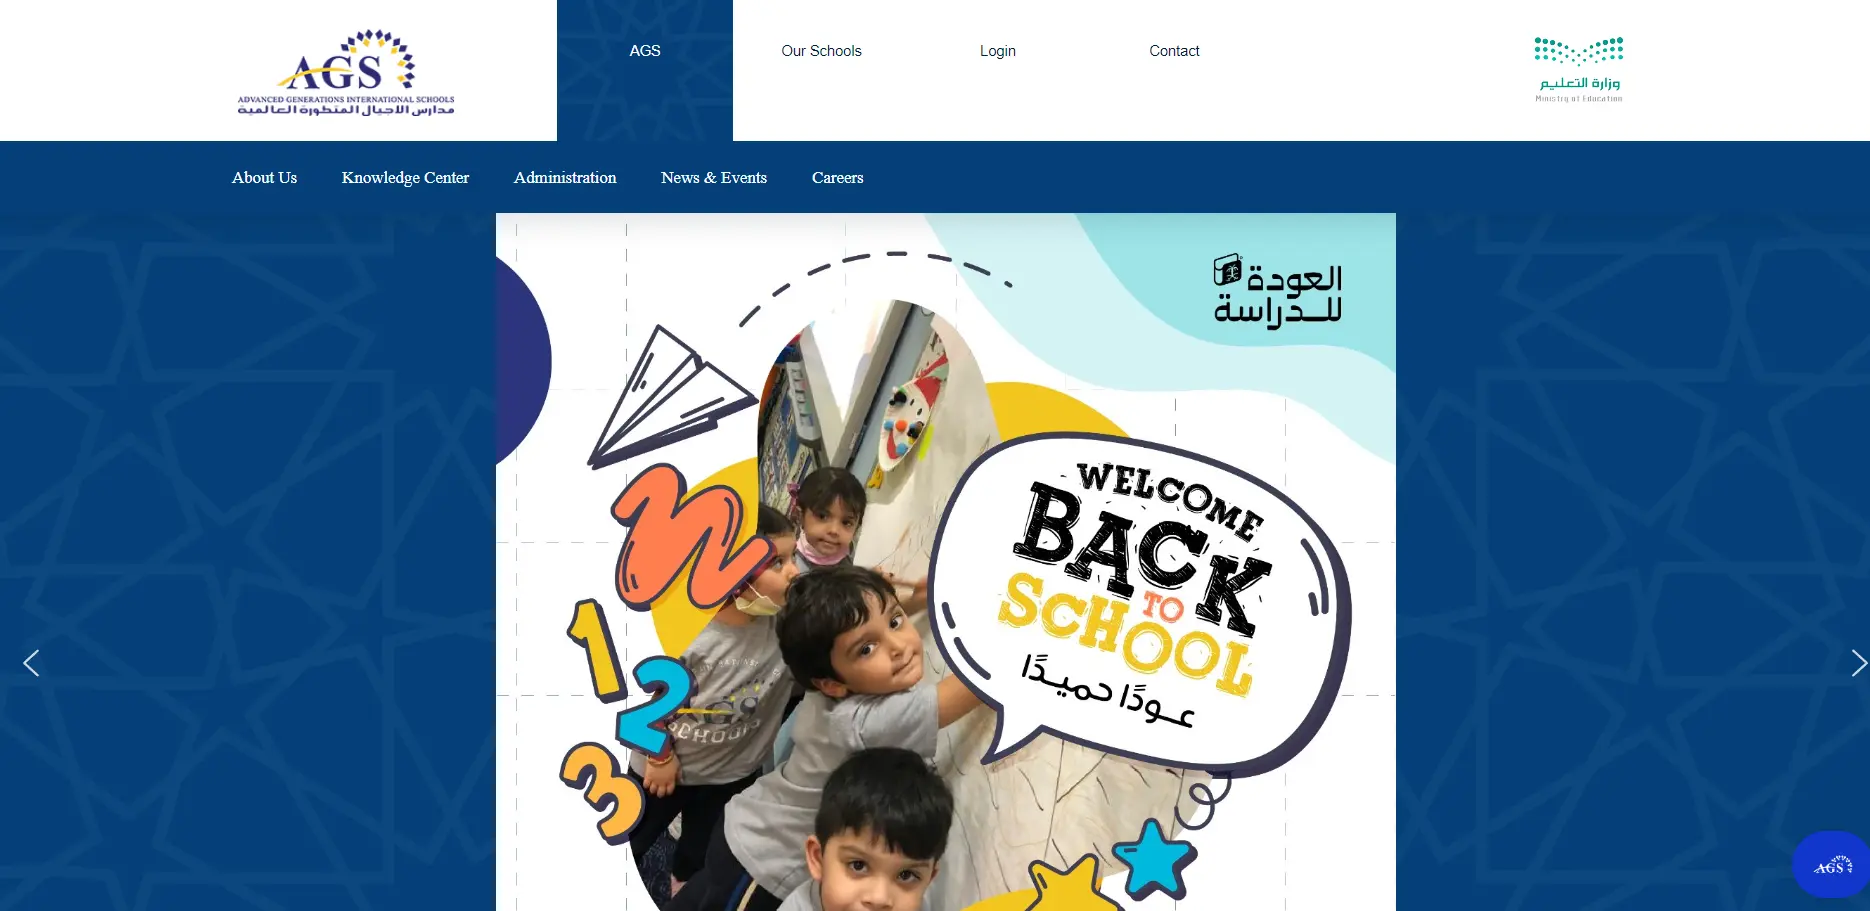 AGS
ADVANCED GENERATIONS INTERNATIONAL SCHOOLS
مدارس الأجيال المتطورة العالمية
AGS
Our Schools
Login
Contact
وزارة التعليم
Ministry of Education
About Us
Knowledge Center
Administration
News & Events
Careers
العودة
للدراسة
WELCOME
BACK
TO
SCHOOL
عودًا حميدًا
1
2
3
AGS
SCHOOL
AGS